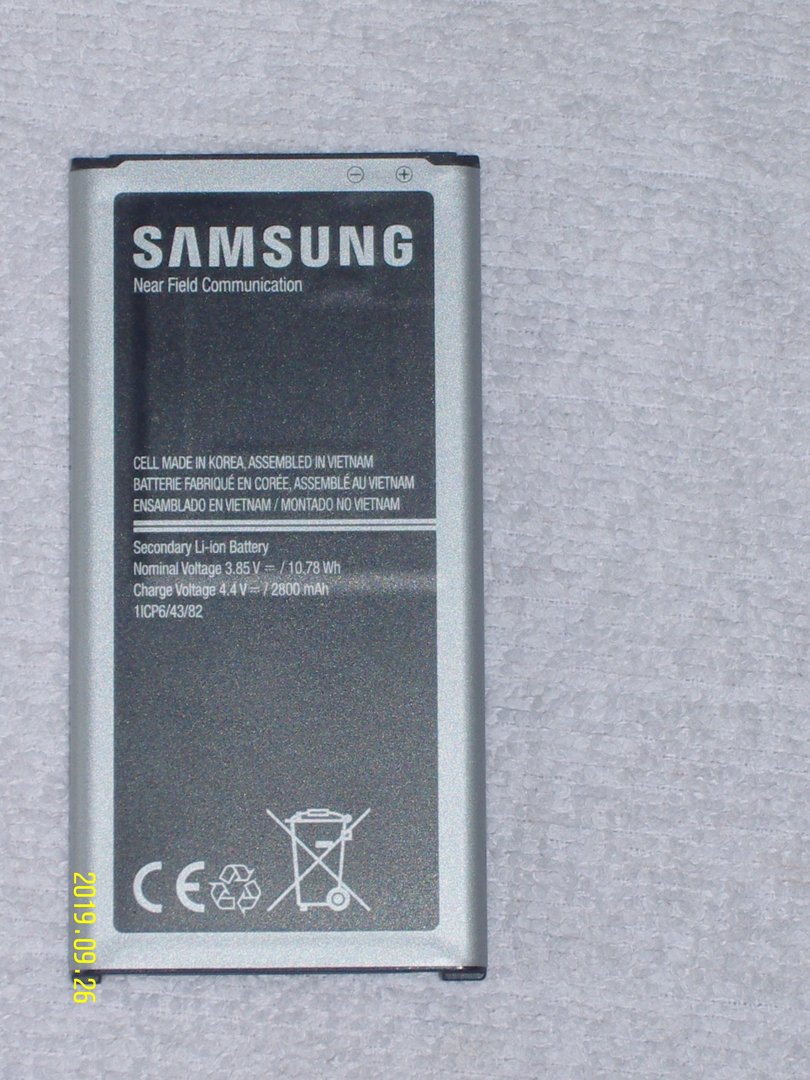 SAMSUNG
Near Field Communication
CELL MADE IN KOREA, ASSEMBLED IN VIETNAM
BATTERIE FABRIQUÉ EN CORÉE, ASSEMBLÉ AU VIETNAM
ENSAMBLADO EN VIETNAM / MONTADO NO VIETNAM
Secondary Li-ion Battery
Nominal Voltage 3.85 V ⎓ / 10.78 Wh
Charge Voltage 4.4 V ⎓ / 2800 mAh
1ICP6/43/82
CE
2019.09.26